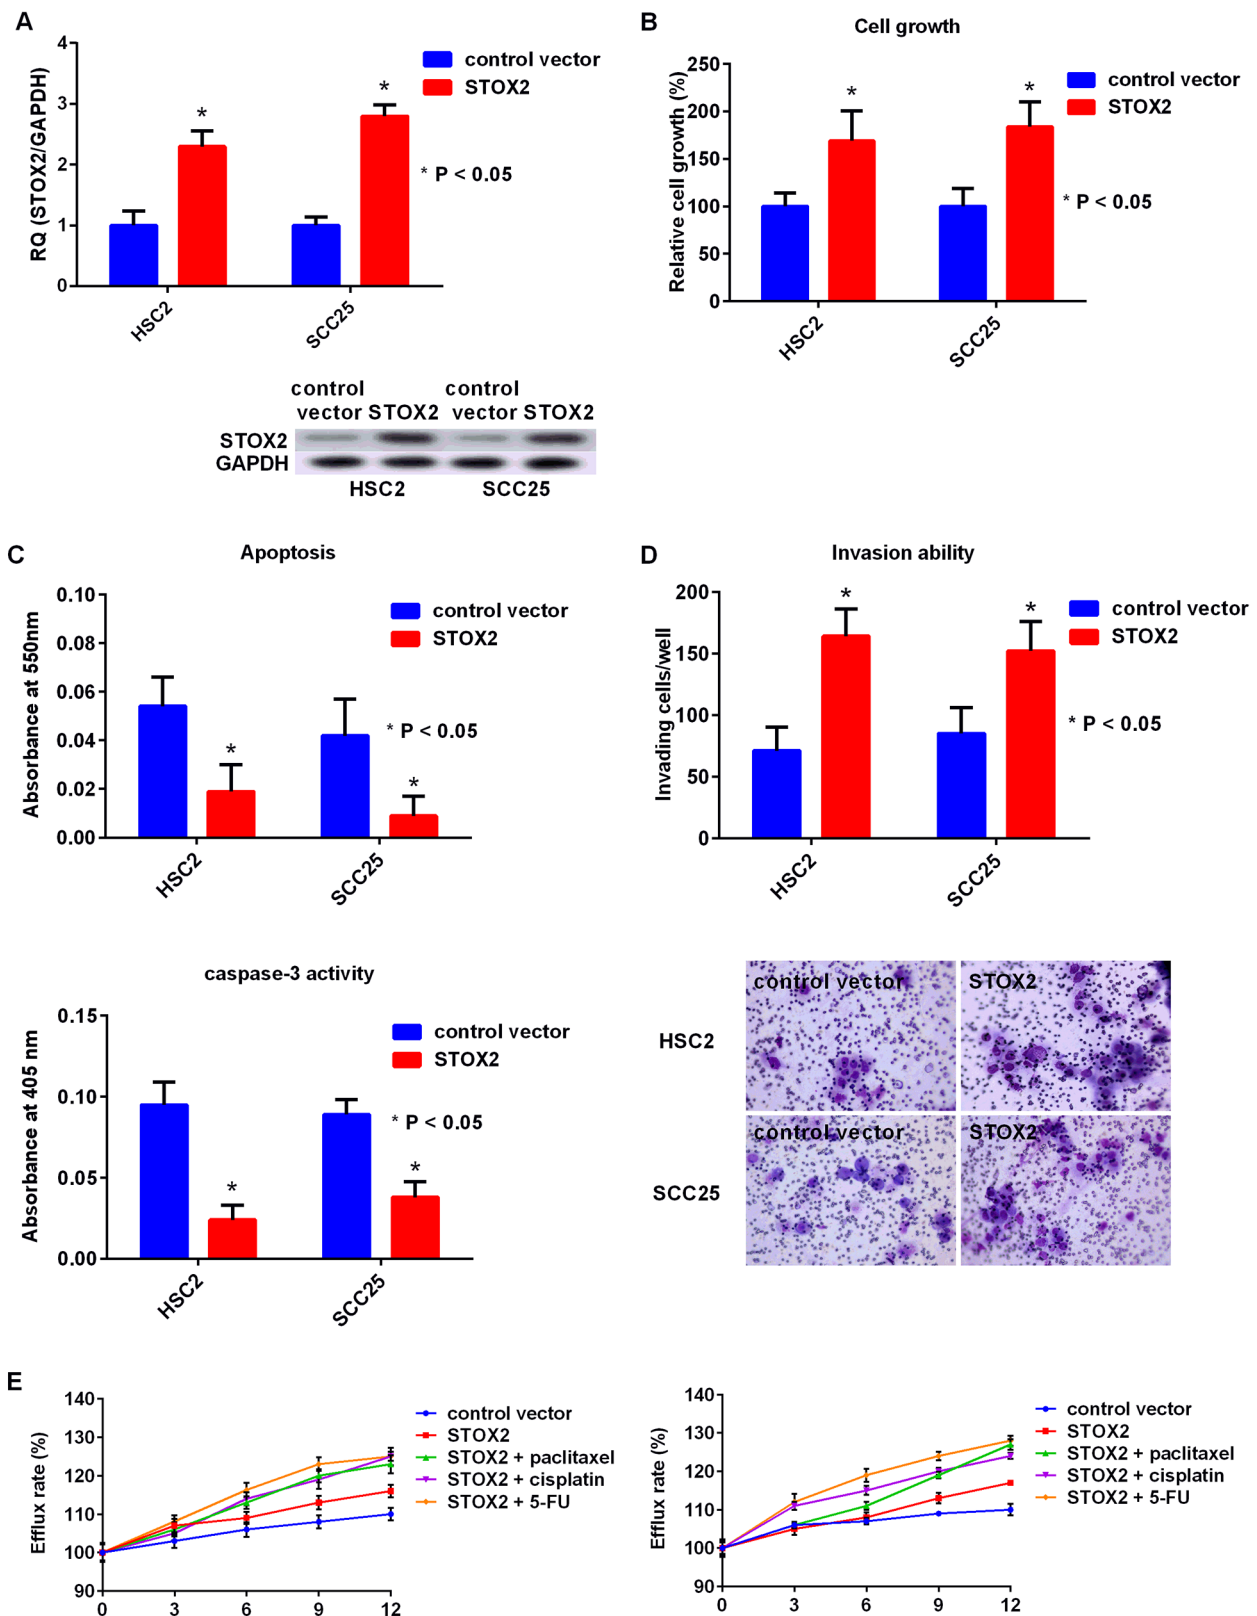 A
4
3
2
1
0
RQ (STOX2/GAPDH)
control vector
STOX2
*
*
* P < 0.05
HSC2
SCC25
control
vector STOX2
control
vector STOX2
STOX2
GAPDH
HSC2
SCC25
B
Cell growth
250
200
150
100
50
0
Relative cell growth (%)
control vector
STOX2
*
*
* P < 0.05
HSC2
SCC25
C
Apoptosis
0.10
0.08
0.06
0.04
0.02
0.00
Absorbance at 550nm
control vector
STOX2
* P < 0.05
*
*
HSC2
SCC25
caspase-3 activity
0.15
0.10
0.05
0.00
Absorbance at 405 nm
control vector
STOX2
* P < 0.05
*
*
HSC2
SCC25
D
Invasion ability
200
150
100
50
0
Invading cells/well
control vector
STOX2
*
*
* P < 0.05
HSC2
SCC25
control vector
STOX2
HSC2
control vector
STOX2
SCC25
E
140
130
120
110
100
90
Efflux rate (%)
0 3 6 9 12
control vector
STOX2
STOX2 + paclitaxel
STOX2 + cisplatin
STOX2 + 5-FU
140
130
120
110
100
90
Efflux rate (%)
0 3 6 9 12
control vector
STOX2
STOX2 + paclitaxel
STOX2 + cisplatin
STOX2 + 5-FU